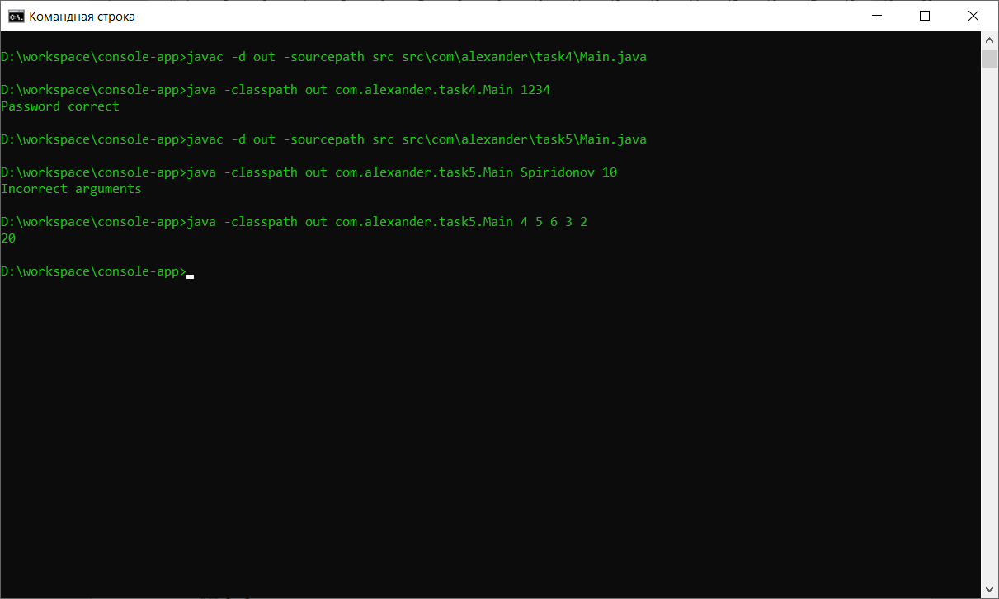 Командная строка
D:\workspace\console-app>javac -d out -sourcepath src src\com\alexander\task4\Main.java
D:\workspace\console-app>java -classpath out com.alexander.task4.Main 1234
Password correct
D:\workspace\console-app>javac -d out -sourcepath src src\com\alexander\task5\Main.java
D:\workspace\console-app>java -classpath out com.alexander.task5.Main Spiridonov 10
Incorrect arguments
D:\workspace\console-app>java -classpath out com.alexander.task5.Main 4 5 6 3 2
20
D:\workspace\console-app>